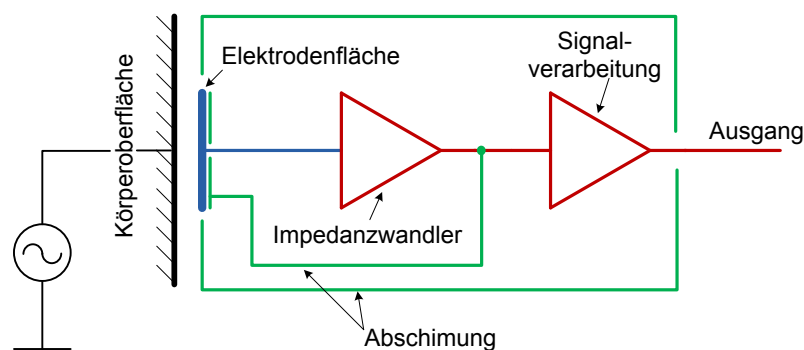 Signal-
verarbeitung
Elektrodenfläche
Körperoberfläche
Ausgang
Impedanzwandler
Abschimung